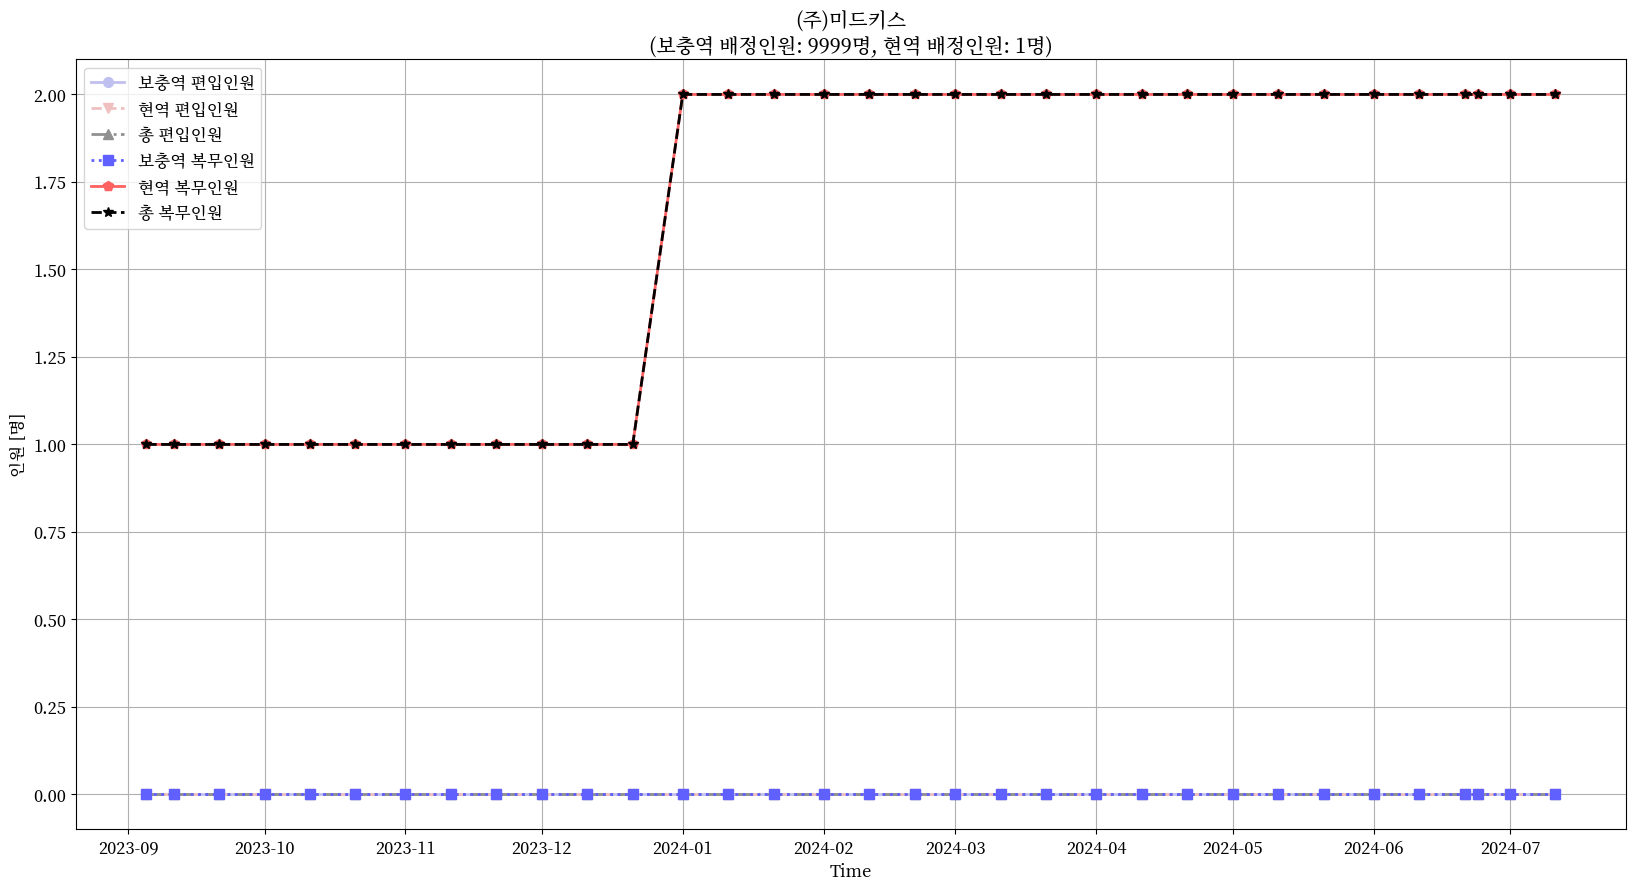 (주)미드키스
(보충역 배정인원: 9999명, 현역 배정인원: 1명)
보충역 편입인원
현역 편입인원
총 편입인원
보충역 복무인원
현역 복무인원
총 복무인원
2.00
1.75
1.50
1.25
1.00
0.75
0.50
0.25
0.00
인원 [명]
2023-09 2023-10 2023-11 2023-12 2024-01 2024-02 2024-03 2024-04 2024-05 2024-06 2024-07
Time